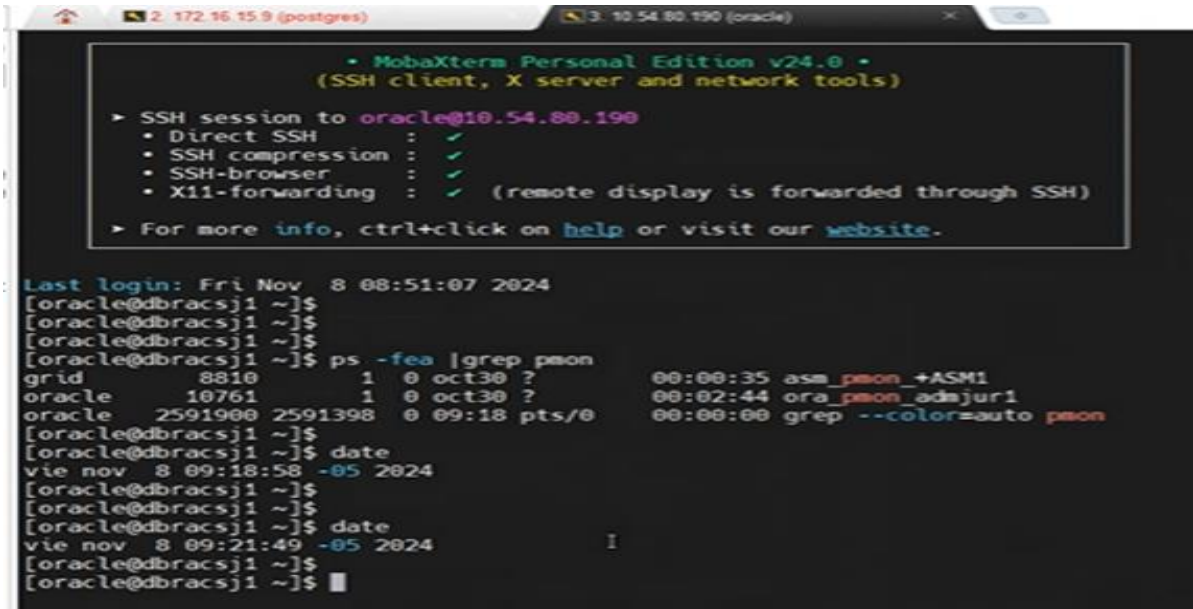 2. 172.16.15.9 (postgres)
3. 10.54.80.190 (oracle)
• MobaXterm Personal Edition v24.0 •
(SSH client, X server and network tools)
► SSH session to oracle@10.54.80.190
• Direct SSH : ✔
• SSH compression : ✔
• SSH-browser : ✔
• X11-forwarding : ✔ (remote display is forwarded through SSH)
► For more info, ctrl+click on help or visit our website.
Last login: Fri Nov 8 08:51:07 2024
[oracle@dbracsj1 ~]$
[oracle@dbracsj1 ~]$
[oracle@dbracsj1 ~]$
[oracle@dbracsj1 ~]$ ps -fea |grep pmon
grid 8810 1 0 oct30 ? 00:00:35 asm_pmon_+ASM1
oracle 10761 1 0 oct30 ? 00:02:44 ora_pmon_admjur1
oracle 2591900 2591398 0 09:18 pts/0 00:00:00 grep --color=auto pmon
[oracle@dbracsj1 ~]$
[oracle@dbracsj1 ~]$ date
vie nov 8 09:18:58 -05 2024
[oracle@dbracsj1 ~]$
[oracle@dbracsj1 ~]$
[oracle@dbracsj1 ~]$ date
vie nov 8 09:21:49 -05 2024
[oracle@dbracsj1 ~]$
[oracle@dbracsj1 ~]$